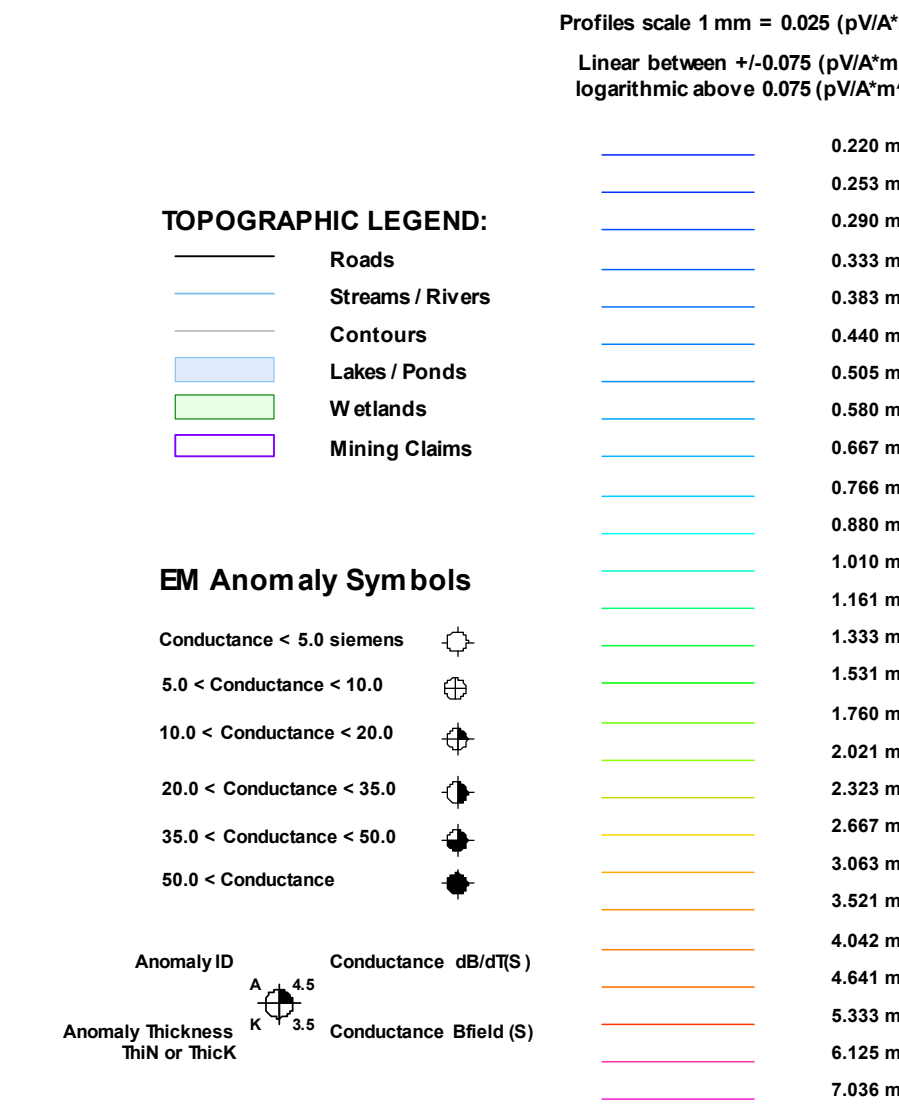 Profiles scale 1 mm = 0.025 (pV/A*
Linear between +/-0.075 (pV/A*m
logarithmic above 0.075 (pV/A*m^
TOPOGRAPHIC LEGEND:
Roads
Streams / Rivers
Contours
Lakes / Ponds
Wetlands
Mining Claims
EM Anomaly Symbols
Conductance < 5.0 siemens
5.0 < Conductance < 10.0
10.0 < Conductance < 20.0
20.0 < Conductance < 35.0
35.0 < Conductance < 50.0
50.0 < Conductance
Anomaly ID
Conductance dB/dT(S)
A 4.5
K 3.5
Anomaly Thickness
ThiN or ThicK
Conductance Bfield (S)
0.220 m
0.253 m
0.290 m
0.333 m
0.383 m
0.440 m
0.505 m
0.580 m
0.667 m
0.766 m
0.880 m
1.010 m
1.161 m
1.333 m
1.531 m
1.760 m
2.021 m
2.323 m
2.667 m
3.063 m
3.521 m
4.042 m
4.641 m
5.333 m
6.125 m
7.036 m